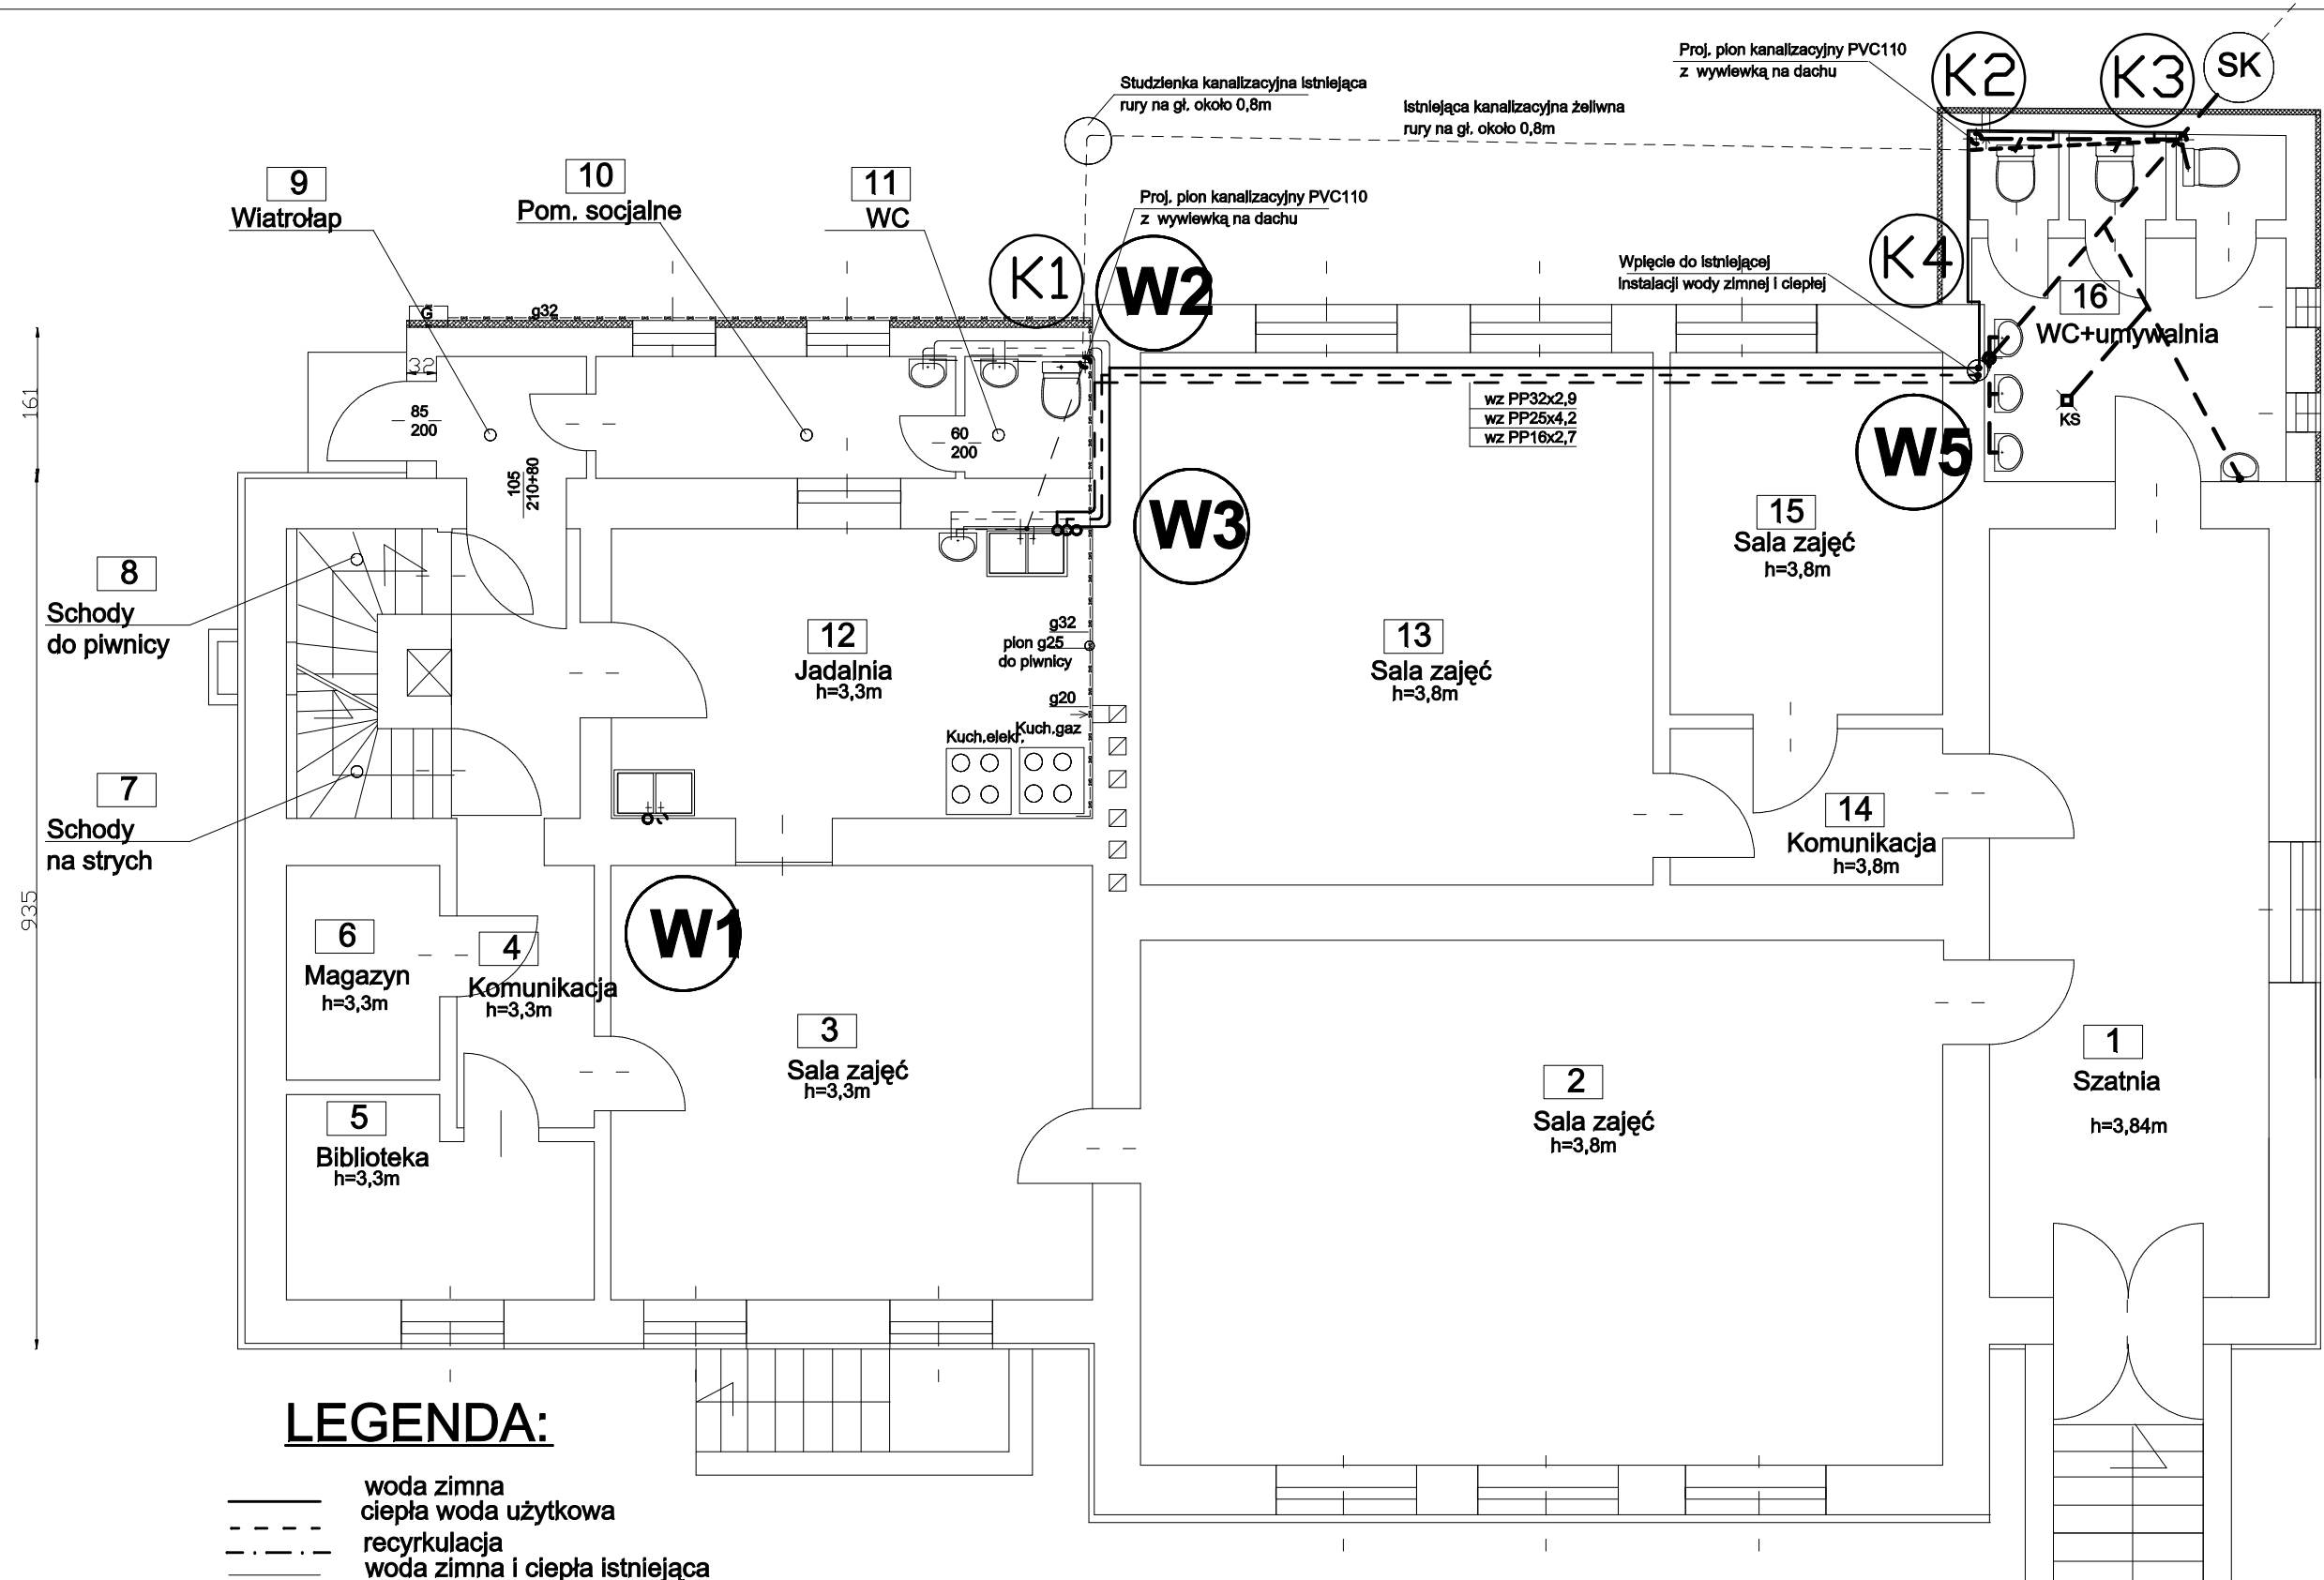 Proj. pion kanalizacyjny PVC110
z wywiewką na dachu
K2
K3
SK
Studzienka kanalizacyjna istniejąca
rury na gł. około 0,8m
Istniejąca kanalizacyjna żeliwna
rury na gł. około 0,8m
9
Wiatrołap
10
Pom. socjalne
11
WC
Proj. pion kanalizacyjny PVC110
z wywiewką na dachu
K1
W2
K4
Wpięcie do istniejącej
instalacji wody zimnej i ciepłej
16
WC+umywalnia
G
g32
32
161
85
200
60
200
105
210+80
wz PP32x2,9
wz PP25x4,2
wz PP16x2,7
KS
W5
W3
15
Sala zajęć
h=3,8m
8
Schody
do piwnicy
12
Jadalnia
h=3,3m
g32
pion g25
do piwnicy
g20
13
Sala zajęć
h=3,8m
Kuch.elekr.
Kuch.gaz
7
Schody
na strych
14
Komunikacja
h=3,8m
935
W1
6
Magazyn
h=3,3m
4
Komunikacja
h=3,3m
3
Sala zajęć
h=3,3m
2
Sala zajęć
h=3,8m
1
Szatnia
h=3,84m
5
Biblioteka
h=3,3m
LEGENDA:
woda zimna
ciepła woda użytkowa
recyrkulacja
woda zimna i ciepła istniejąca